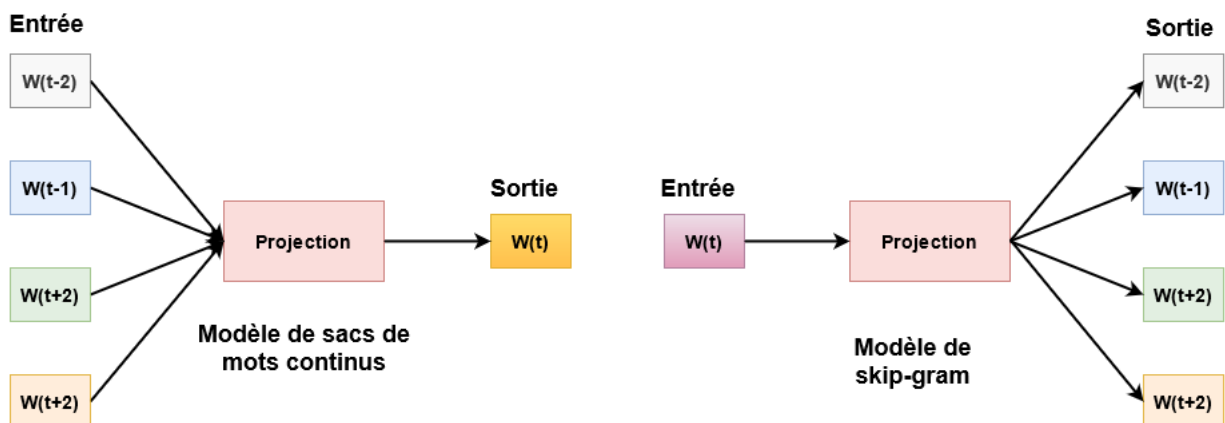 Entrée
W(t-2)
W(t-1)
W(t+2)
W(t+2)
Projection
Sortie
W(t)
Modèle de sacs de
mots continus
Entrée
W(t)
Projection
Modèle de
skip-gram
Sortie
W(t-2)
W(t-1)
W(t+2)
W(t+2)